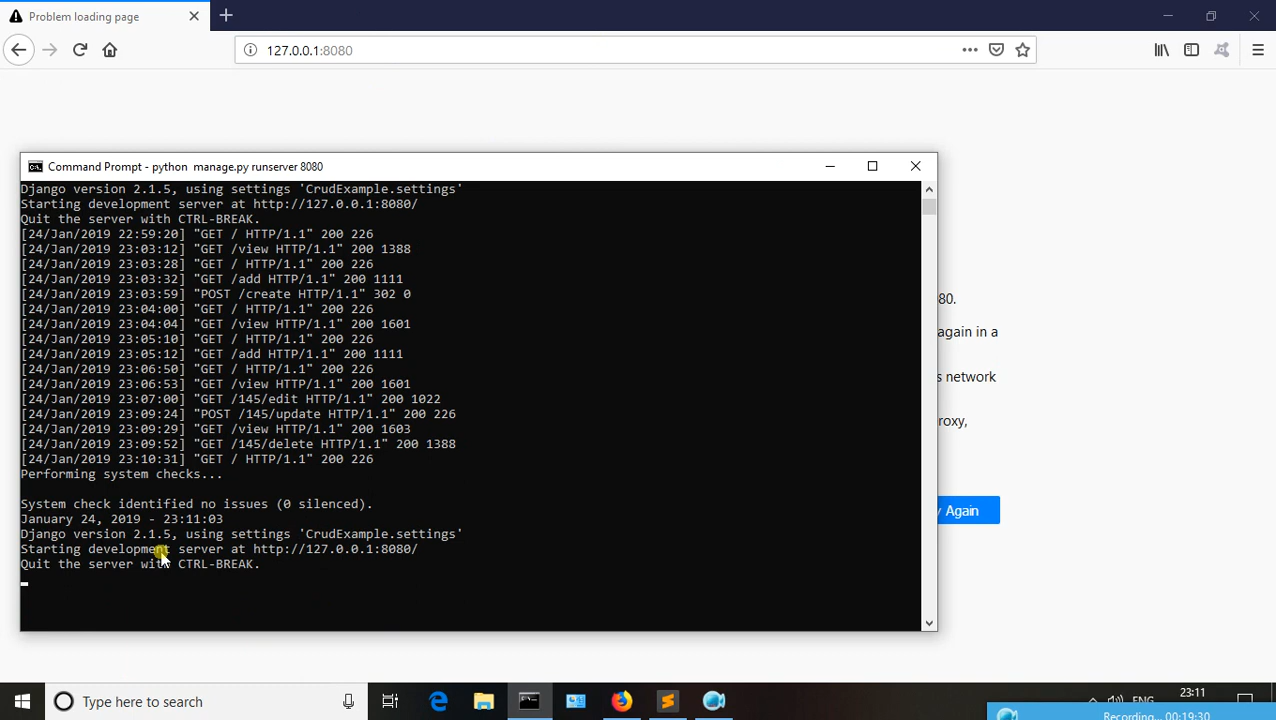 Problem loading page
127.0.0.1:8080
Command Prompt - python  manage.py runserver 8080
Django version 2.1.5, using settings 'CrudExample.settings'
Starting development server at http://127.0.0.1:8080/
Quit the server with CTRL-BREAK.
[24/Jan/2019 22:59:20] "GET / HTTP/1.1" 200 226
[24/Jan/2019 23:03:12] "GET /view HTTP/1.1" 200 1388
[24/Jan/2019 23:03:28] "GET / HTTP/1.1" 200 226
[24/Jan/2019 23:03:32] "GET /add HTTP/1.1" 200 1111
[24/Jan/2019 23:03:59] "POST /create HTTP/1.1" 302 0
[24/Jan/2019 23:04:00] "GET / HTTP/1.1" 200 226
[24/Jan/2019 23:04:04] "GET /view HTTP/1.1" 200 1601
[24/Jan/2019 23:05:10] "GET / HTTP/1.1" 200 226
[24/Jan/2019 23:05:12] "GET /add HTTP/1.1" 200 1111
[24/Jan/2019 23:06:50] "GET / HTTP/1.1" 200 226
[24/Jan/2019 23:06:53] "GET /view HTTP/1.1" 200 1601
[24/Jan/2019 23:07:00] "GET /145/edit HTTP/1.1" 200 1022
[24/Jan/2019 23:09:24] "POST /145/update HTTP/1.1" 200 226
[24/Jan/2019 23:09:29] "GET /view HTTP/1.1" 200 1603
[24/Jan/2019 23:09:52] "GET /145/delete HTTP/1.1" 200 1388
[24/Jan/2019 23:10:31] "GET / HTTP/1.1" 200 226
Performing system checks...
System check identified no issues (0 silenced).
January 24, 2019 - 23:11:03
Django version 2.1.5, using settings 'CrudExample.settings'
Starting development server at http://127.0.0.1:8080/
Quit the server with CTRL-BREAK.
80.
again in a
s network
roxy,
y Again
Type here to search
ENG
23:11
Recording... 00:19:30